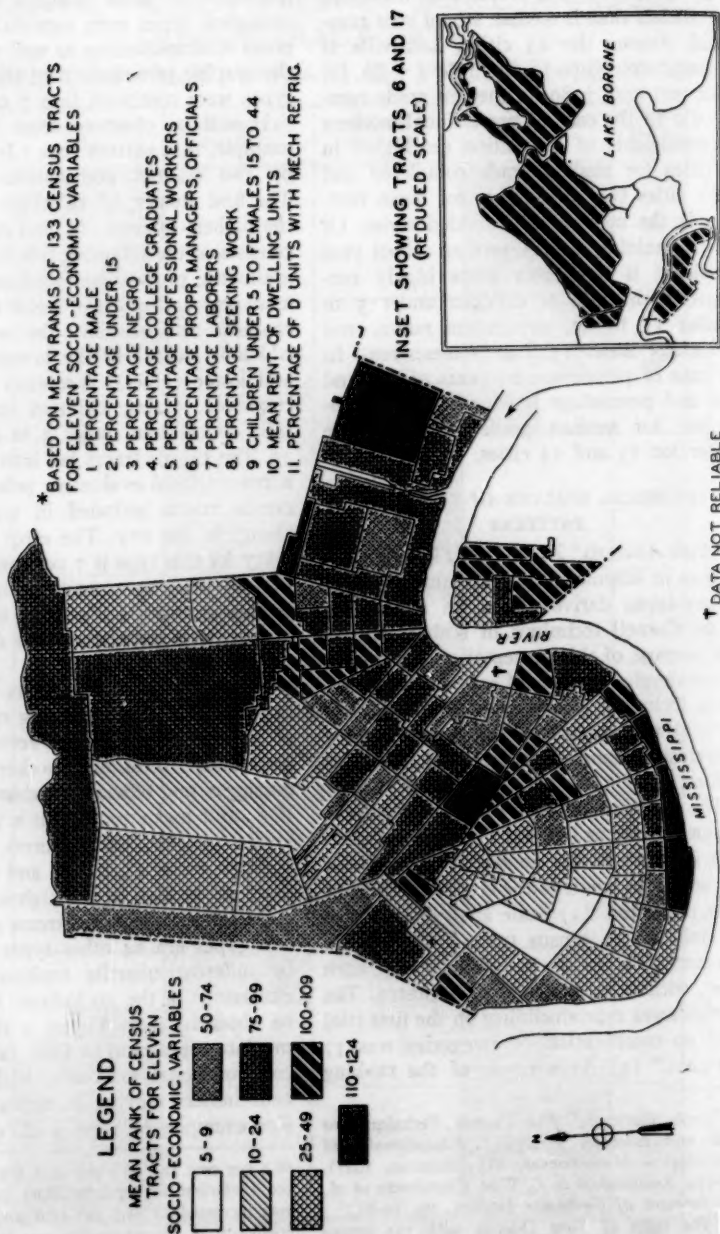 LEGEND
MEAN RANK OF CENSUS
TRACTS FOR ELEVEN
SOCIO-ECONOMIC VARIABLES
5-9
10-24
25-49
50-74
75-99
100-109
110-124
N
* BASED ON MEAN RANKS OF 133 CENSUS TRACTS
FOR ELEVEN SOCIO-ECONOMIC VARIABLES
1. PERCENTAGE MALE
2. PERCENTAGE UNDER 15
3. PERCENTAGE NEGRO
4. PERCENTAGE COLLEGE GRADUATES
5. PERCENTAGE PROFESSIONAL WORKERS
6. PERCENTAGE PROPR., MANAGERS, OFFICIALS
7. PERCENTAGE LABORERS
8. PERCENTAGE SEEKING WORK
9 CHILDREN UNDER 5 TO FEMALES 15 TO 44
10 MEAN RENT OF DWELLING UNITS
11. PERCENTAGE OF D UNITS WITH MECH. REFRIG.
INSET SHOWING TRACTS 6 AND 17
(REDUCED SCALE)
LAKE BORGNE
MISSISSIPPI
RIVER
†
† DATA NOT RELIABLE